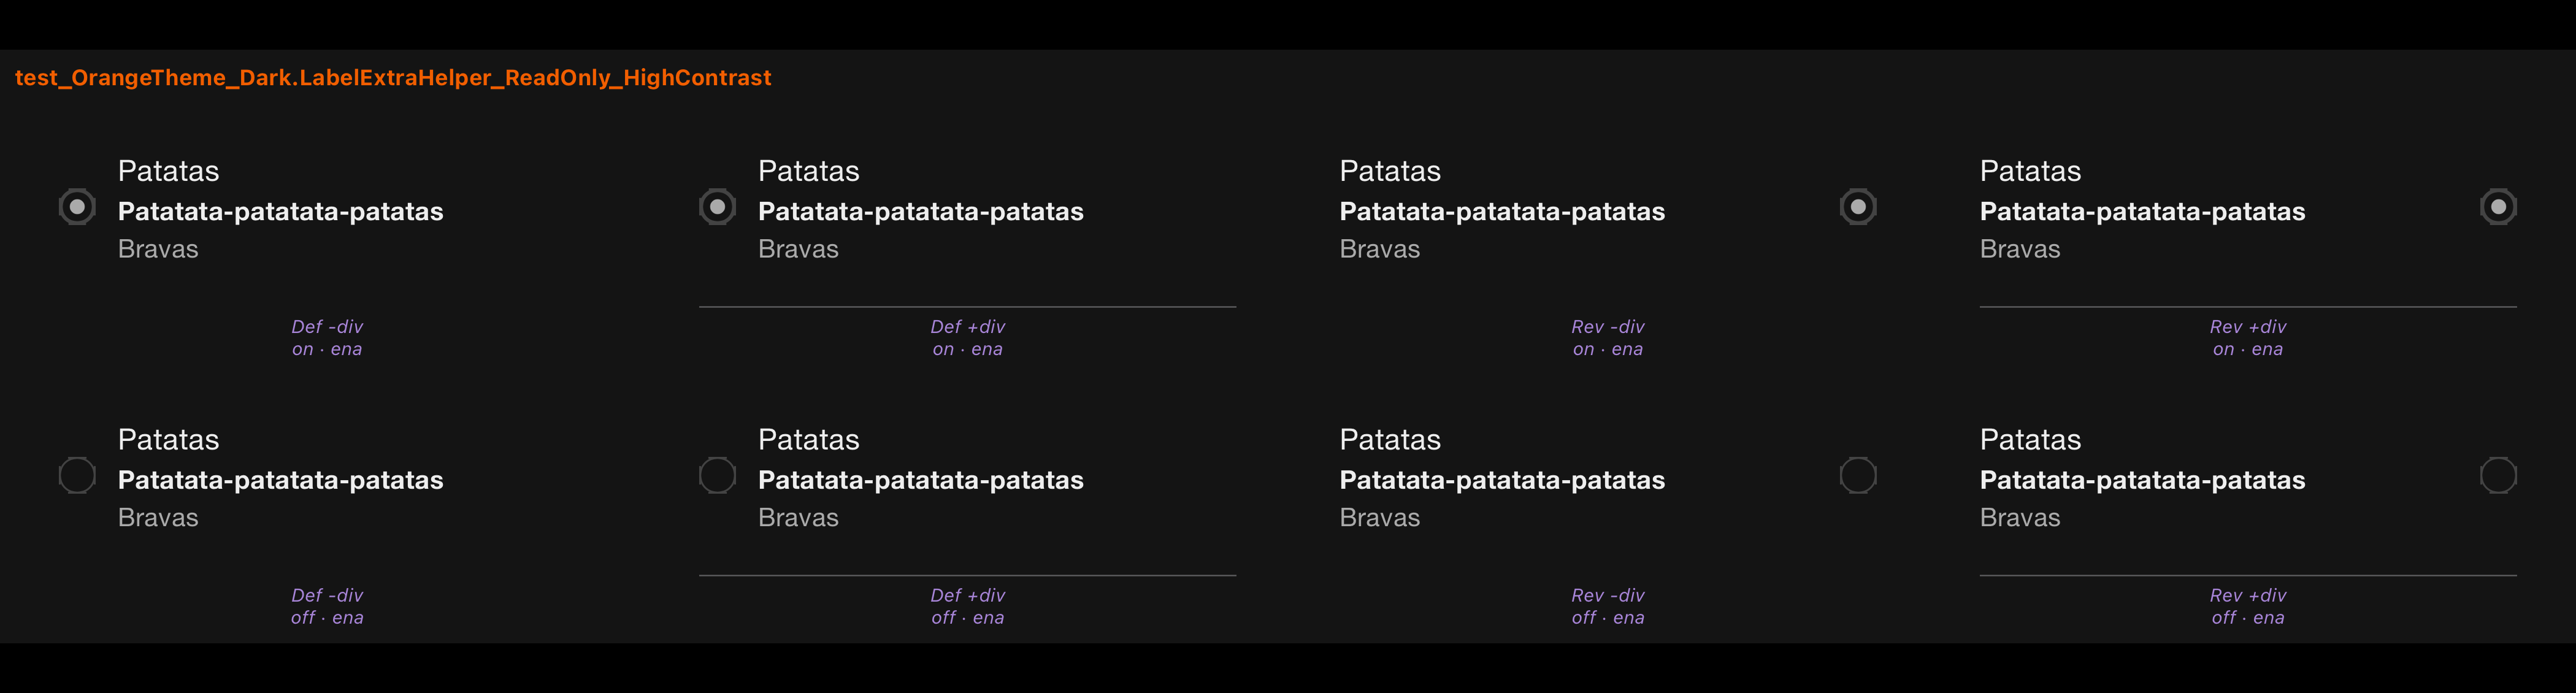 test_OrangeTheme_Dark.LabelExtraHelper_ReadOnly_HighContrast
Patatas
Patatata-patatata-patatas
Bravas
Def -div
on · ena
Patatas
Patatata-patatata-patatas
Bravas
Def +div
on · ena
Patatas
Patatata-patatata-patatas
Bravas
Rev -div
on · ena
Patatas
Patatata-patatata-patatas
Bravas
Rev +div
on · ena
Patatas
Patatata-patatata-patatas
Bravas
Def -div
off · ena
Patatas
Patatata-patatata-patatas
Bravas
Def +div
off · ena
Patatas
Patatata-patatata-patatas
Bravas
Rev -div
off · ena
Patatas
Patatata-patatata-patatas
Bravas
Rev +div
off · ena